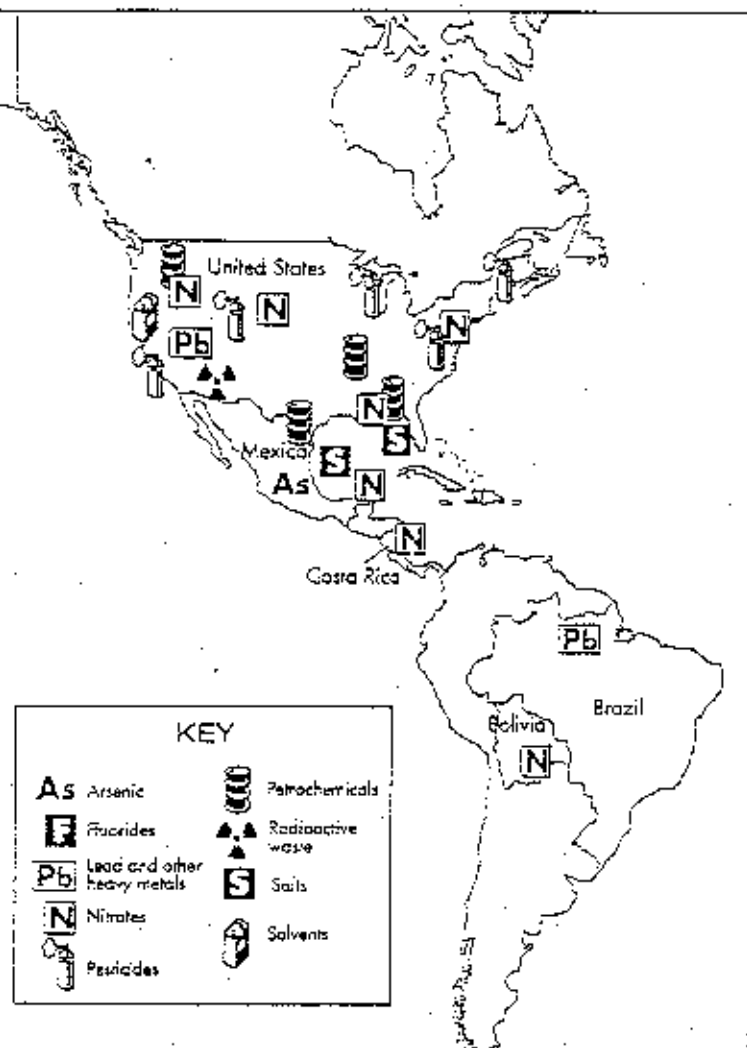 United States
N
N
N
Pb
N
Mexico
S
S
As
N
N
Costa Rica
Pb
Brazil
Bolivia
N
KEY
As Arsenic
F Fluorides
Pb Lead and other
heavy metals
N Nitrates
Pesticides
Petrochemicals
Radioactive
waste
S Salts
Solvents